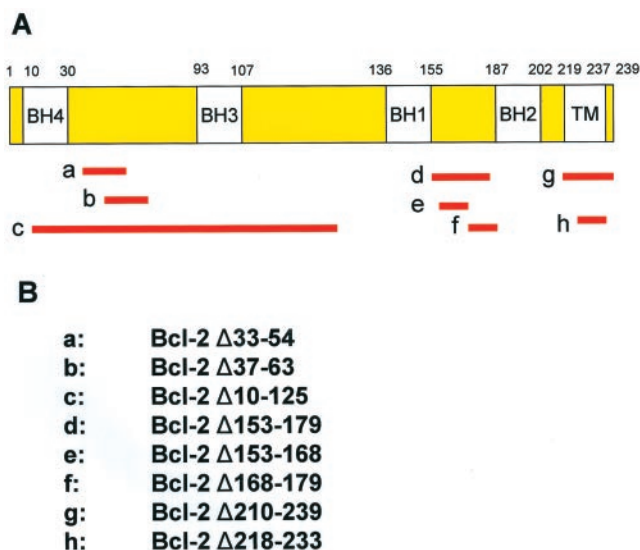 A
1 10 30 93 107 136 155 187 202 219 237 239
BH4 BH3 BH1 BH2 TM
a d g
b e
c f h
B
a: Bcl-2 Δ33-54
b: Bcl-2 Δ37-63
c: Bcl-2 Δ10-125
d: Bcl-2 Δ153-179
e: Bcl-2 Δ153-168
f: Bcl-2 Δ168-179
g: Bcl-2 Δ210-239
h: Bcl-2 Δ218-233